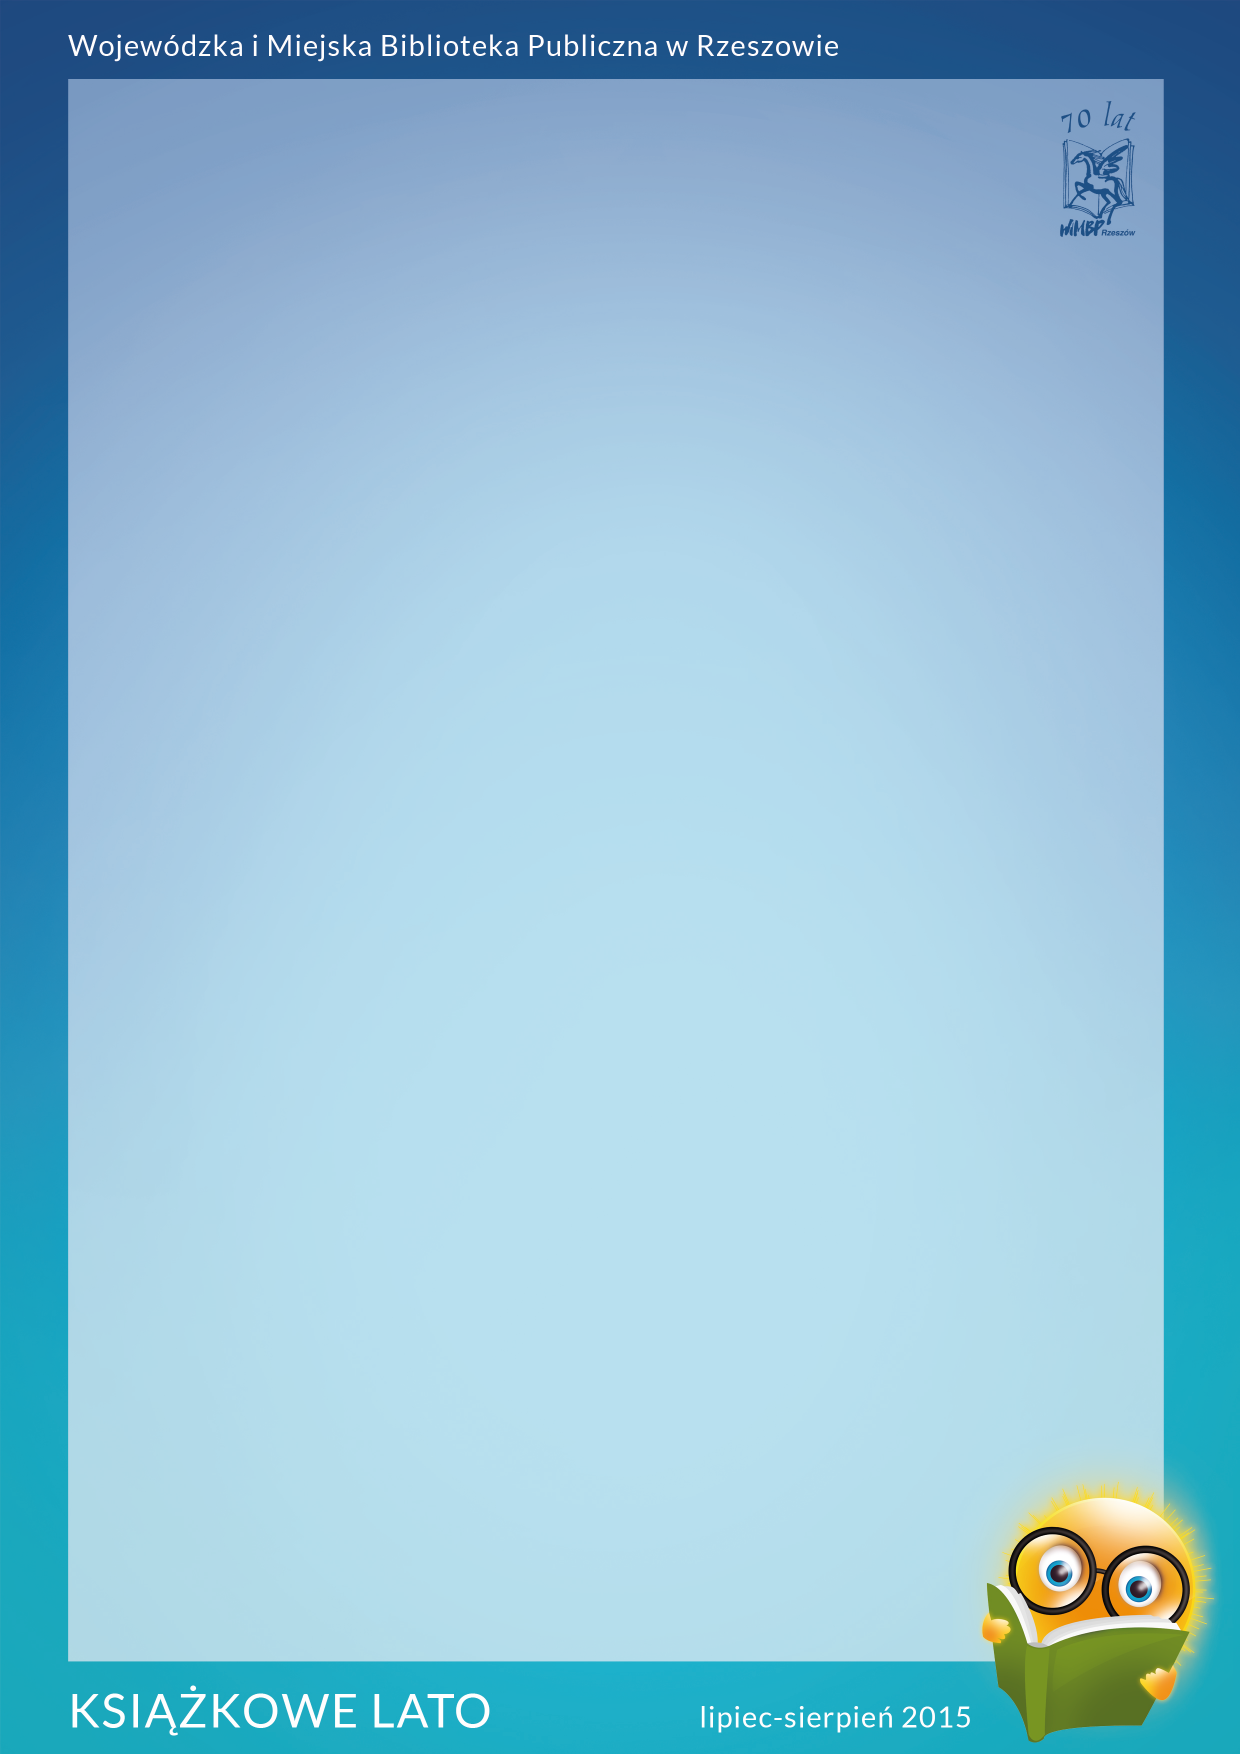 Wojewódzka i Miejska Biblioteka Publiczna w Rzeszowie
70 lat
WiMBP Rzeszów
KSIĄŻKOWE LATO
lipiec-sierpień 2015